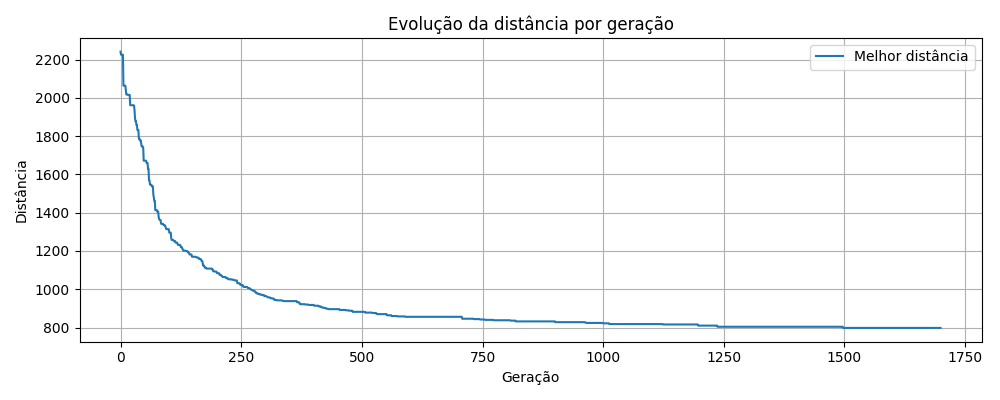 Evolução da distância por geração
Melhor distância
Distância
2200
2000
1800
1600
1400
1200
1000
800
0 250 500 750 1000 1250 1500 1750
Geração